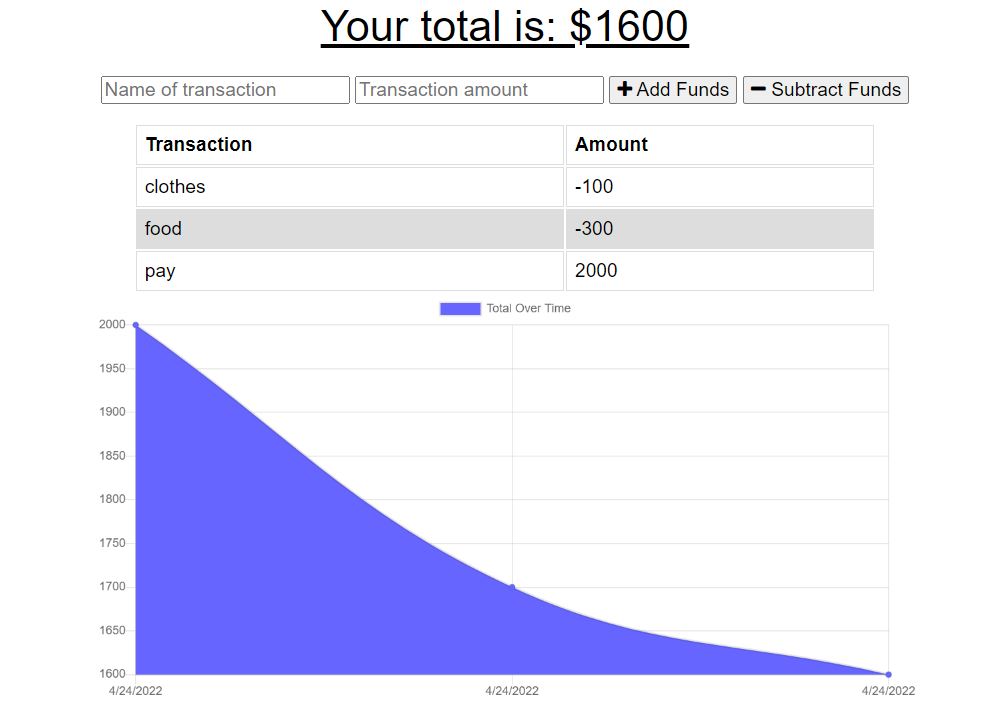 Your total is: $1600
Name of transaction Transaction amount Add Funds Subtract Funds
Transaction Amount
clothes -100
food -300
pay 2000
Total Over Time
2000
1950
1900
1850
1800
1750
1700
1650
1600
4/24/2022 4/24/2022 4/24/2022